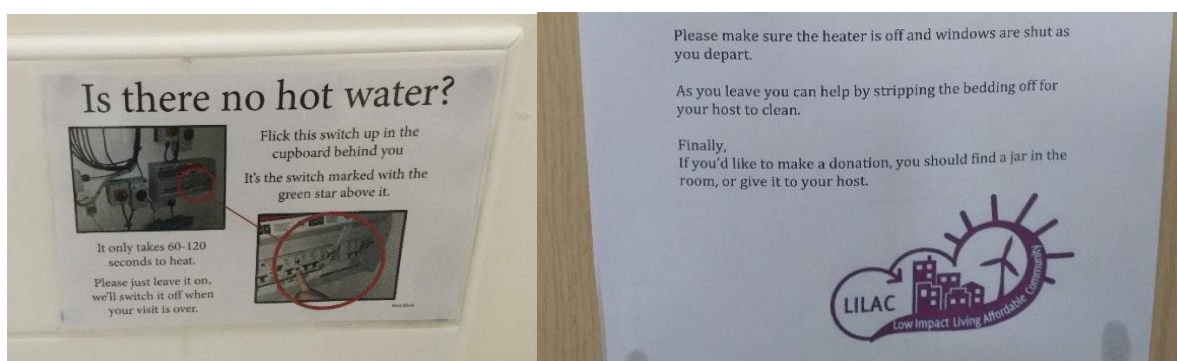 Is there no hot water?
Flick this switch up in the
cupboard behind you
It's the switch marked with the
green star above it.
It only takes 60-120
seconds to heat.
Please just leave it on,
we'll switch it off when
your visit is over.
Please make sure the heater is off and windows are shut as
you depart.
As you leave you can help by stripping the bedding off for
your host to clean.
Finally,
If you'd like to make a donation, you should find a jar in the
room, or give it to your host.
LILAC
Low Impact Living Affordable Community